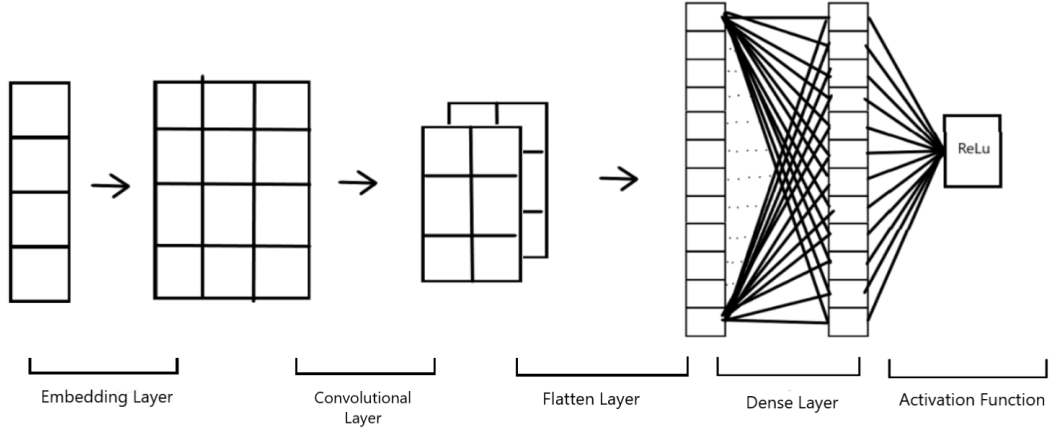 ReLu
Embedding Layer
Convolutional
Layer
Flatten Layer
Dense Layer
Activation Function